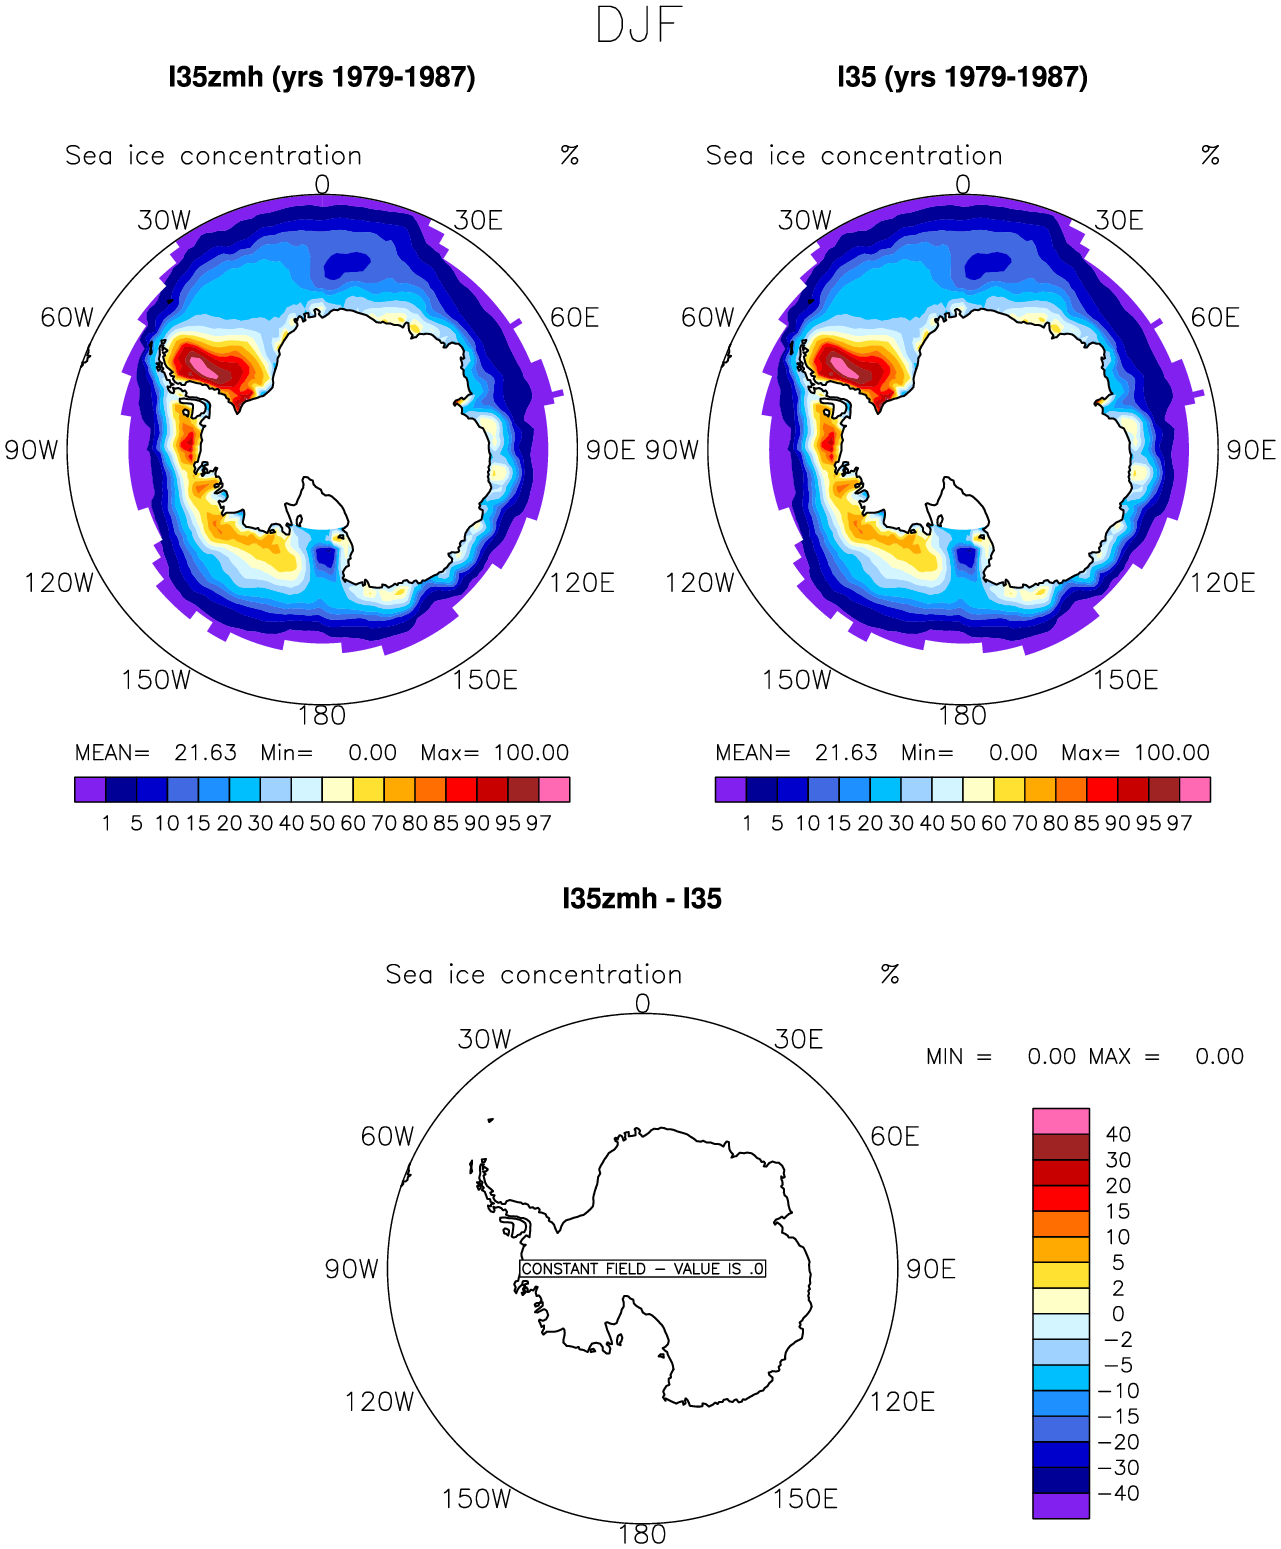 DJF
I35zmh (yrs 1979-1987)
I35 (yrs 1979-1987)
Sea ice concentration %
Sea ice concentration %
0
30W 30E
60W 60E
90W 90E
120W 120E
150W 150E
180
0
30W 30E
60W 60E
90W 90E
120W 120E
150W 150E
180
MEAN= 21.63 Min= 0.00 Max= 100.00
1 5 10 15 20 30 40 50 60 70 80 85 90 95 97
MEAN= 21.63 Min= 0.00 Max= 100.00
1 5 10 15 20 30 40 50 60 70 80 85 90 95 97
I35zmh - I35
Sea ice concentration %
0
30W 30E
60W 60E
90W 90E
120W 120E
150W 150E
180
CONSTANT FIELD - VALUE IS .0
MIN = 0.00 MAX = 0.00
40
30
20
15
10
5
2
0
-2
-5
-10
-15
-20
-30
-40